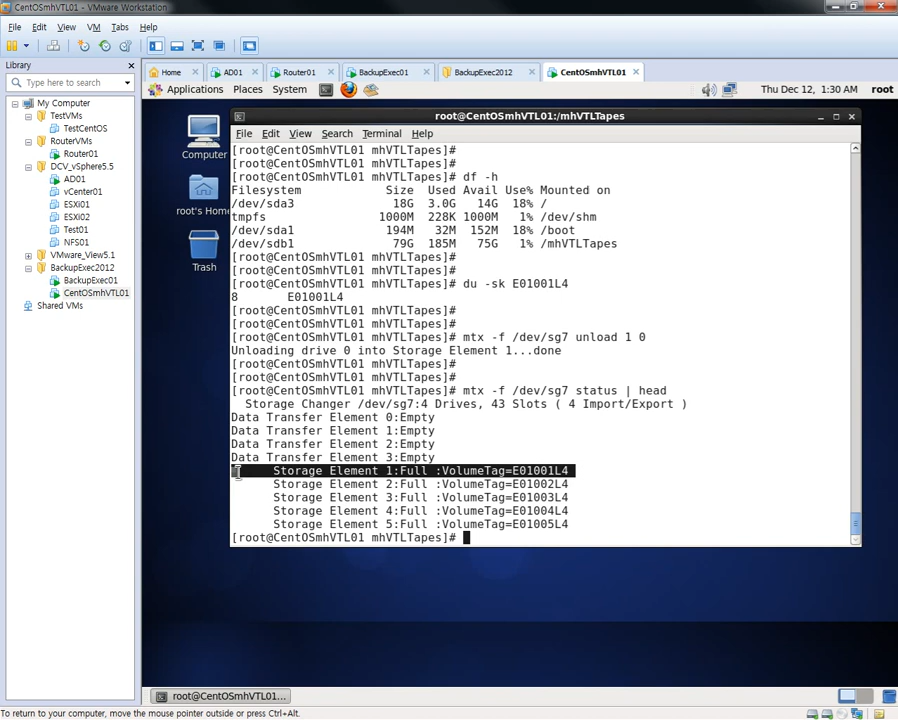 CentOSmhVTL01 - VMware Workstation
File Edit View VM Tabs Help
Library
Type here to search
My Computer
TestVMs
TestCentOS
RouterVMs
Router01
DCV_vSphere5.5
AD01
vCenter01
ESXi01
ESXi02
Test01
NFS01
VMware_View5.1
BackupExec2012
BackupExec01
CentOSmhVTL01
Shared VMs
Home AD01 Router01 BackupExec01 BackupExec2012 CentOSmhVTL01
Applications Places System Thu Dec 12, 1:30 AM root
Computer
root's Home
Trash
root@CentOSmhVTL01:/mhVTLTapes
File Edit View Search Terminal Help
[root@CentOSmhVTL01 mhVTLTapes]#
[root@CentOSmhVTL01 mhVTLTapes]#
[root@CentOSmhVTL01 mhVTLTapes]# df -h
Filesystem Size Used Avail Use% Mounted on
/dev/sda3 18G 3.0G 14G 18% /
tmpfs 1000M 228K 1000M 1% /dev/shm
/dev/sda1 194M 32M 152M 18% /boot
/dev/sdb1 79G 185M 75G 1% /mhVTLTapes
[root@CentOSmhVTL01 mhVTLTapes]#
[root@CentOSmhVTL01 mhVTLTapes]#
[root@CentOSmhVTL01 mhVTLTapes]# du -sk E01001L4
8 E01001L4
[root@CentOSmhVTL01 mhVTLTapes]#
[root@CentOSmhVTL01 mhVTLTapes]#
[root@CentOSmhVTL01 mhVTLTapes]# mtx -f /dev/sg7 unload 1 0
Unloading drive 0 into Storage Element 1...done
[root@CentOSmhVTL01 mhVTLTapes]#
[root@CentOSmhVTL01 mhVTLTapes]#
[root@CentOSmhVTL01 mhVTLTapes]# mtx -f /dev/sg7 status | head
Storage Changer /dev/sg7:4 Drives, 43 Slots ( 4 Import/Export )
Data Transfer Element 0:Empty
Data Transfer Element 1:Empty
Data Transfer Element 2:Empty
Data Transfer Element 3:Empty
Storage Element 1:Full :VolumeTag=E01001L4
Storage Element 2:Full :VolumeTag=E01002L4
Storage Element 3:Full :VolumeTag=E01003L4
Storage Element 4:Full :VolumeTag=E01004L4
Storage Element 5:Full :VolumeTag=E01005L4
[root@CentOSmhVTL01 mhVTLTapes]#
root@CentOSmhVTL01:...
To return to your computer, move the mouse pointer outside or press Ctrl+Alt.